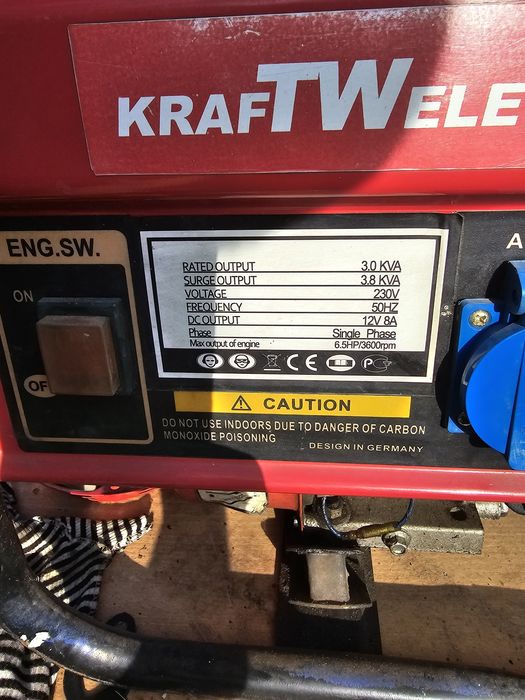 KRAFTWELE
ENG.SW.
ON
OFF
RATED OUTPUT 3.0 KVA
SURGE OUTPUT 3.8 KVA
VOLTAGE 230V
FREQUENCY 50HZ
DC OUTPUT 12V 8A
Phase Single Phase
Max output of engine 6.5HP/3600rpm
CE
CAUTION
DO NOT USE INDOORS DUE TO DANGER OF CARBON
MONOXIDE POISONING
DESIGN IN GERMANY
A